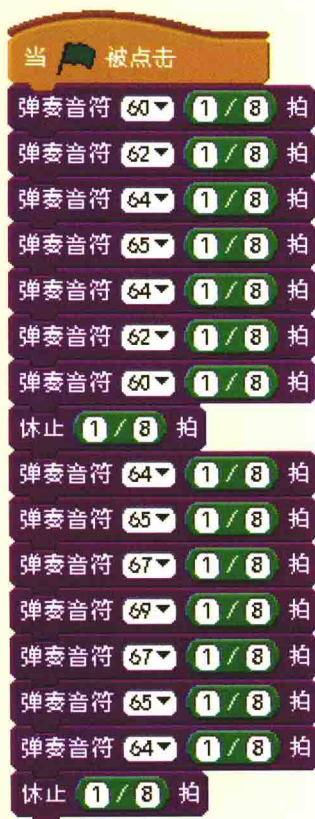 当 被点击
弹奏音符 60 1 / 8 拍
弹奏音符 62 1 / 8 拍
弹奏音符 64 1 / 8 拍
弹奏音符 65 1 / 8 拍
弹奏音符 64 1 / 8 拍
弹奏音符 62 1 / 8 拍
弹奏音符 60 1 / 8 拍
休止 1 / 8 拍
弹奏音符 64 1 / 8 拍
弹奏音符 65 1 / 8 拍
弹奏音符 67 1 / 8 拍
弹奏音符 69 1 / 8 拍
弹奏音符 67 1 / 8 拍
弹奏音符 65 1 / 8 拍
弹奏音符 64 1 / 8 拍
休止 1 / 8 拍